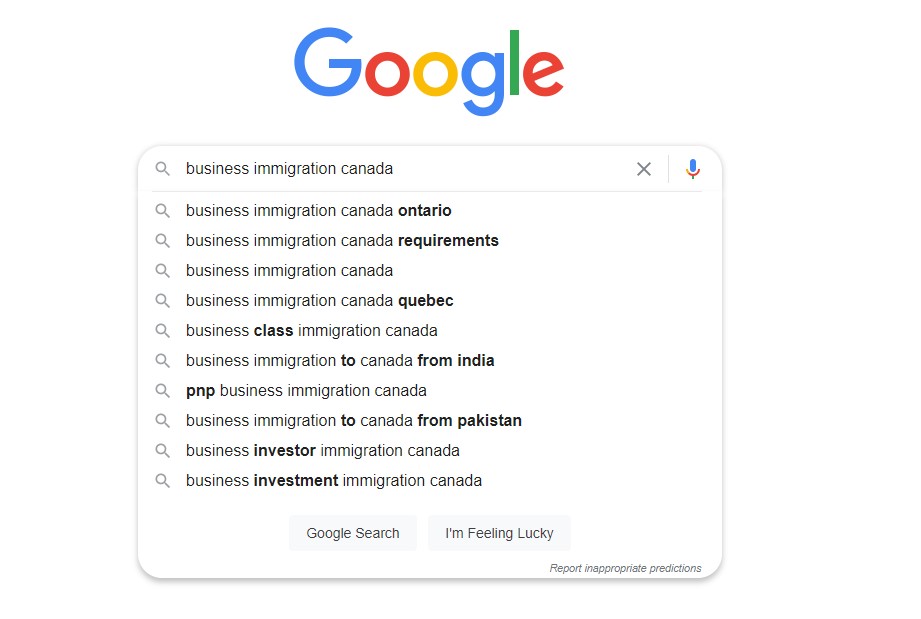 Google
business immigration canada
business immigration canada ontario
business immigration canada requirements
business immigration canada
business immigration canada quebec
business class immigration canada
business immigration to canada from india
pnp business immigration canada
business immigration to canada from pakistan
business investor immigration canada
business investment immigration canada
Google Search I'm Feeling Lucky
Report inappropriate predictions